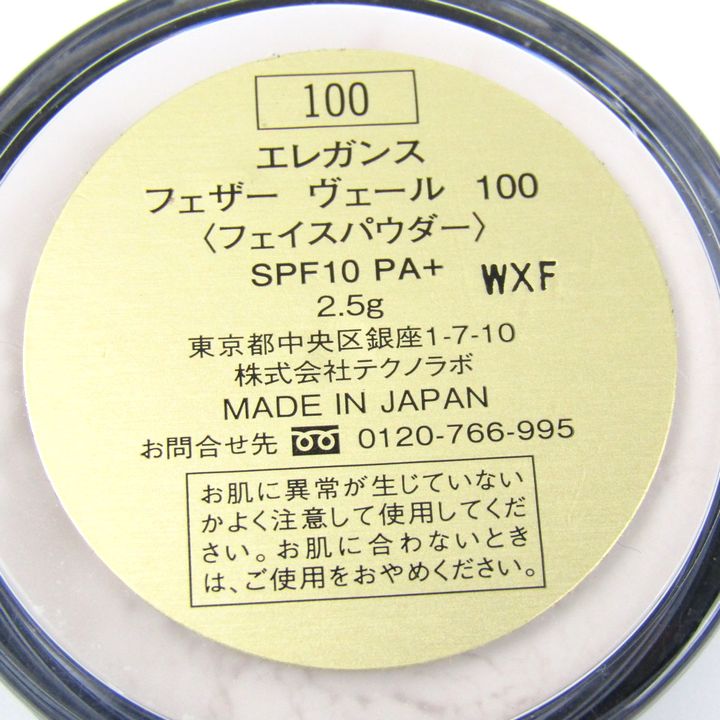 100
エレガンス
フェザー ヴェール 100
〈フェイスパウダー〉
SPF10 PA+ WXF
2.5g
東京都中央区銀座1-7-10
株式会社テクノラボ
MADE IN JAPAN
お問合せ先 0120-766-995
お肌に異常が生じていない
かよく注意して使用してくだ
さい。お肌に合わないとき
は、ご使用をおやめください。